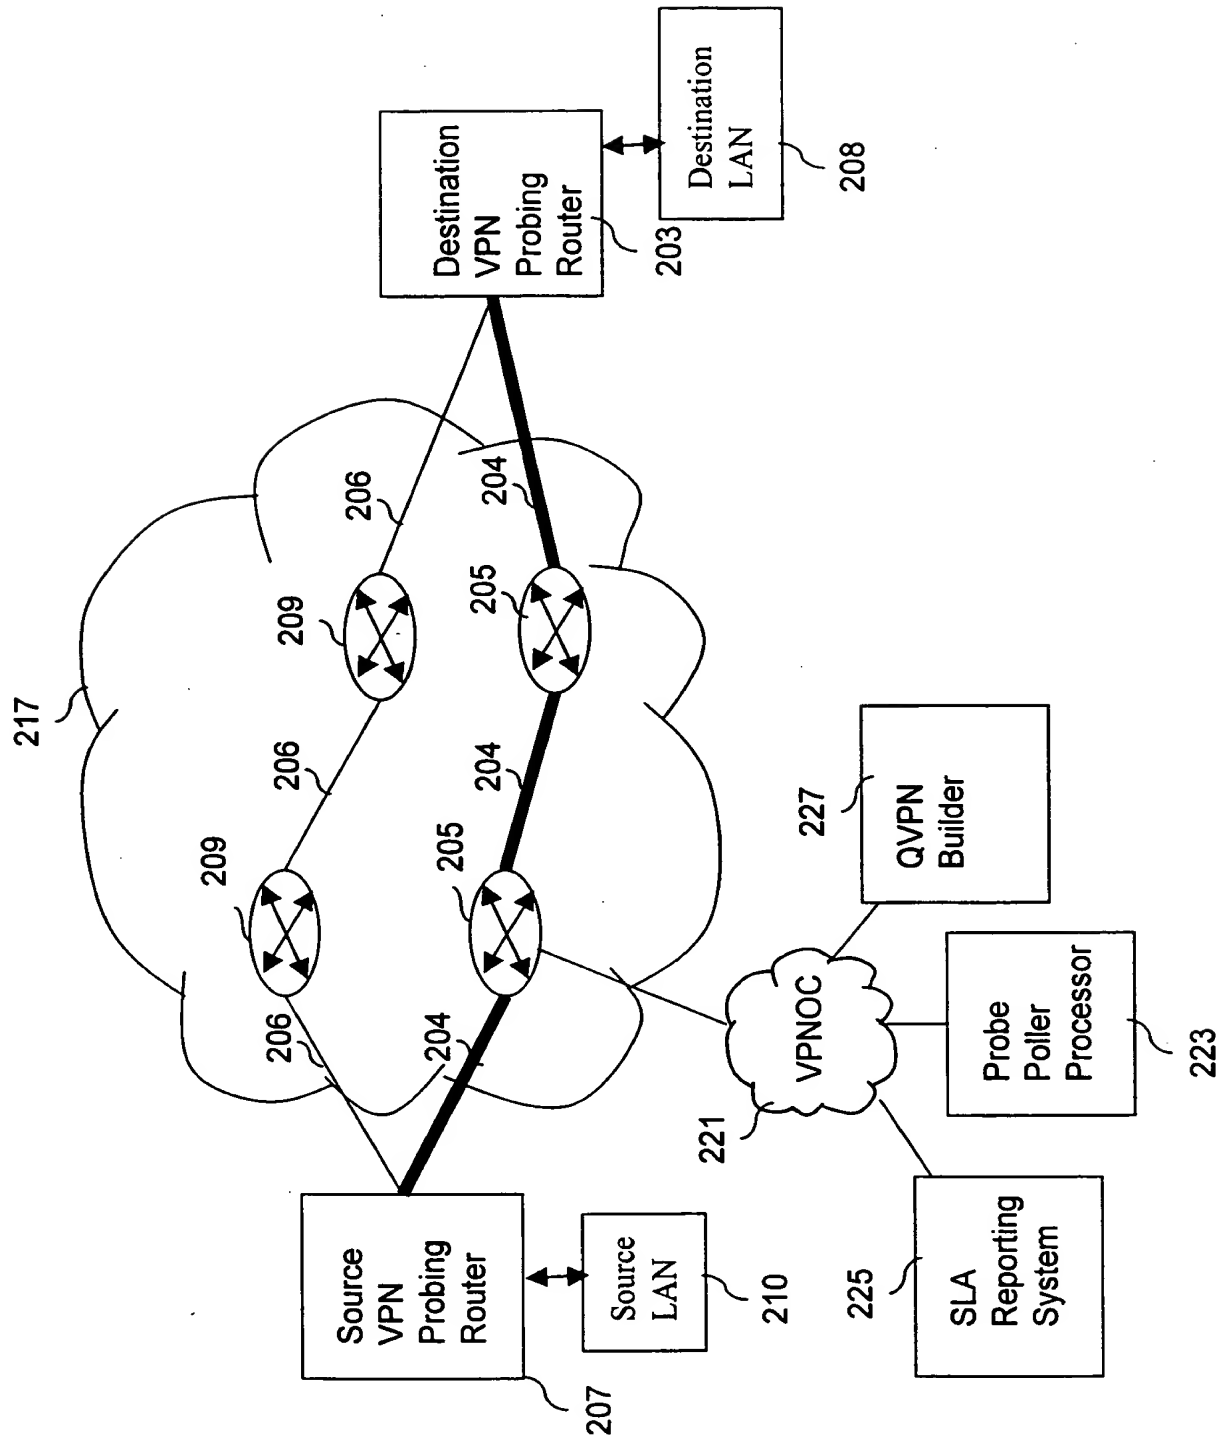 217
Source
VPN
Probing
Router
207
Source
LAN
210
206
204
209
205
206
204
209
205
206
204
Destination
VPN
Probing
Router
203
Destination
LAN
208
VPNOC
221
SLA
Reporting
System
225
Probe
Poller
Processor
223
QVPN
Builder
227